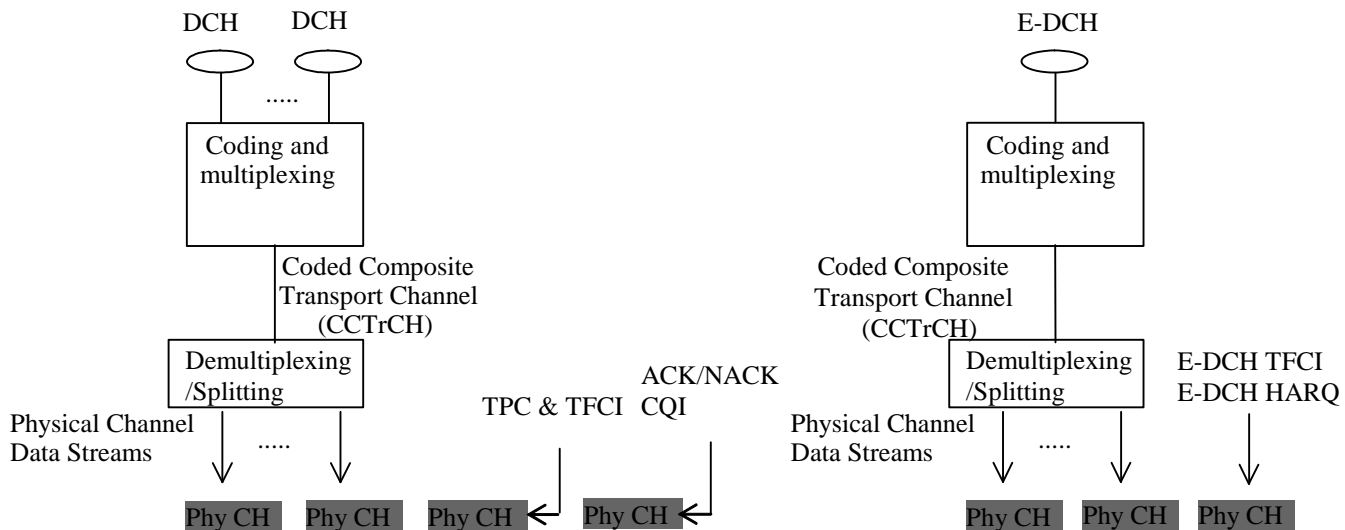 DCH DCH
.....
Coding and
multiplexing
Coded Composite
Transport Channel
(CCTrCH)
Demultiplexing
/Splitting
Physical Channel
Data Streams
.....
TPC & TFCI
ACK/NACK
CQI
Phy CH Phy CH Phy CH Phy CH
E-DCH
Coding and
multiplexing
Coded Composite
Transport Channel
(CCTrCH)
Demultiplexing
/Splitting
Physical Channel
Data Streams
.....
E-DCH TFCI
E-DCH HARQ
Phy CH Phy CH Phy CH